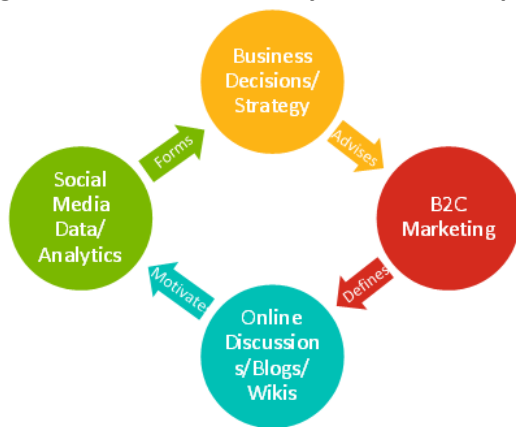 Business
Decisions/
Strategy
Advises
B2C
Marketing
Defines
Online
Discussion
s/Blogs/
Wikis
Motivate
Social
Media
Data/
Analytics
Forms